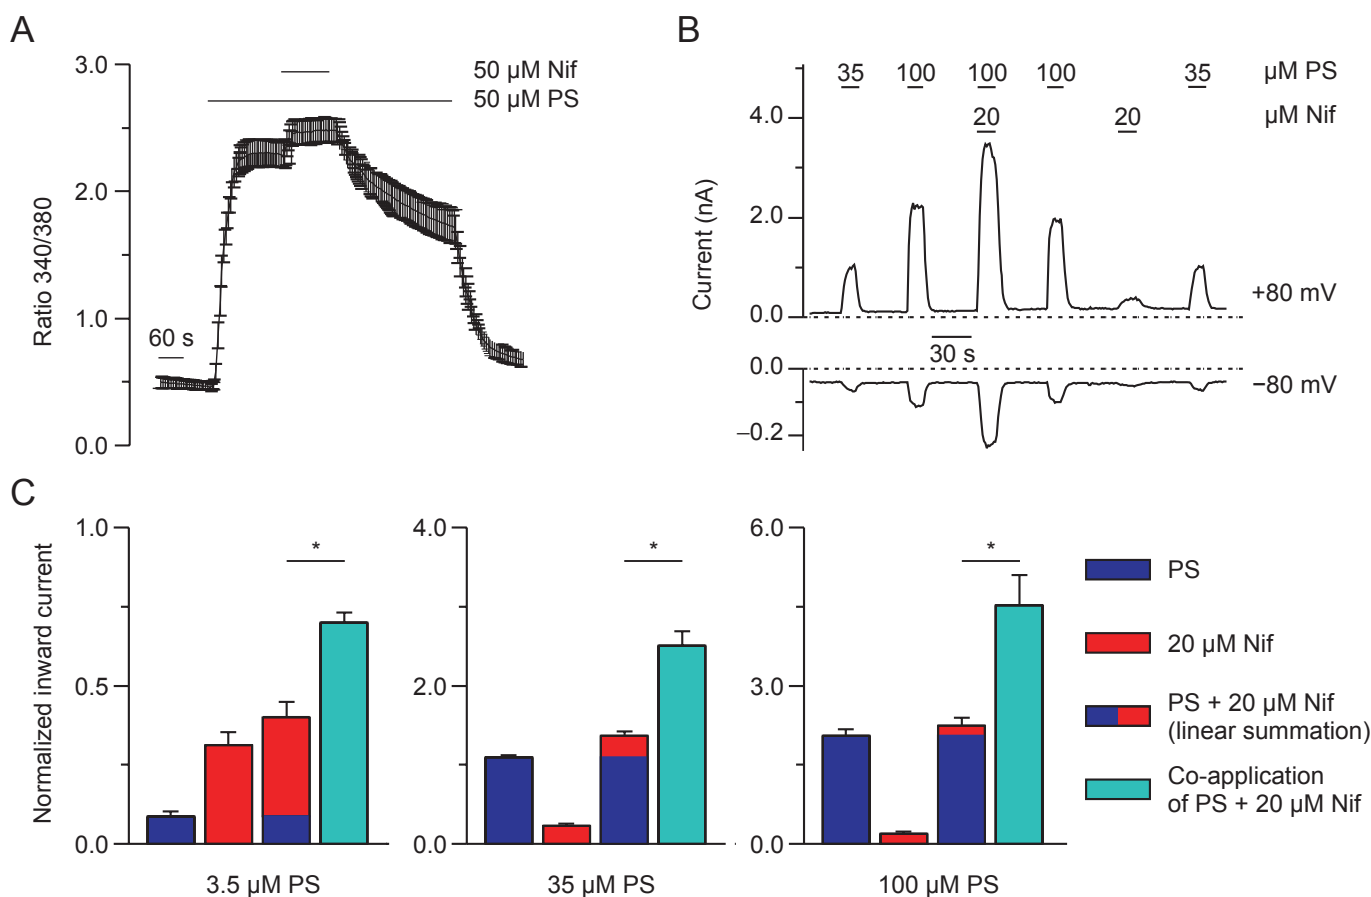 A
3.0
2.0
1.0
0.0
Ratio 340/380
50 μM Nif
50 μM PS
60 s
B
35 100 100 100 35 μM PS
20 20 μM Nif
4.0
2.0
0.0
Current (nA)
+80 mV
30 s
0.0
−80 mV
−0.2
C
Normalized inward current
1.0
0.5
0.0
*
3.5 μM PS
4.0
2.0
0.0
*
35 μM PS
6.0
3.0
0.0
*
100 μM PS
PS
20 μM Nif
PS + 20 μM Nif
(linear summation)
Co-application
of PS + 20 μM Nif